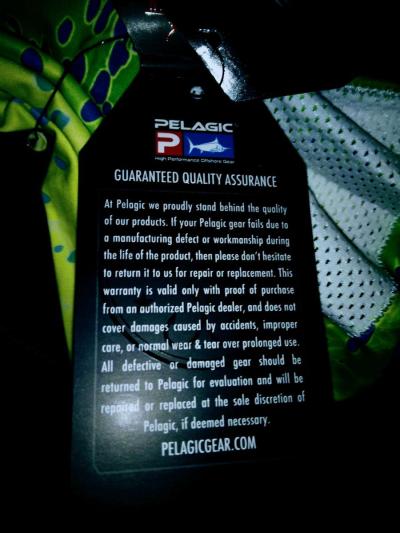 PELAGIC
P
High Performance Offshore Gear
GUARANTEED QUALITY ASSURANCE
At Pelagic we proudly stand behind the quality
of our products. If your Pelagic gear fails due to
a manufacturing defect or workmanship during
the life of the product, then please don't hesitate
to return it to us for repair or replacement. This
warranty is valid only with proof of purchase
from an authorized Pelagic dealer, and does not
cover damages caused by accidents, improper
care, or normal wear & tear over prolonged use.
All defective or damaged gear should be
returned to Pelagic for evaluation and will be
repaired or replaced at the sole discretion of
Pelagic, if deemed necessary.
PELAGICGEAR.COM